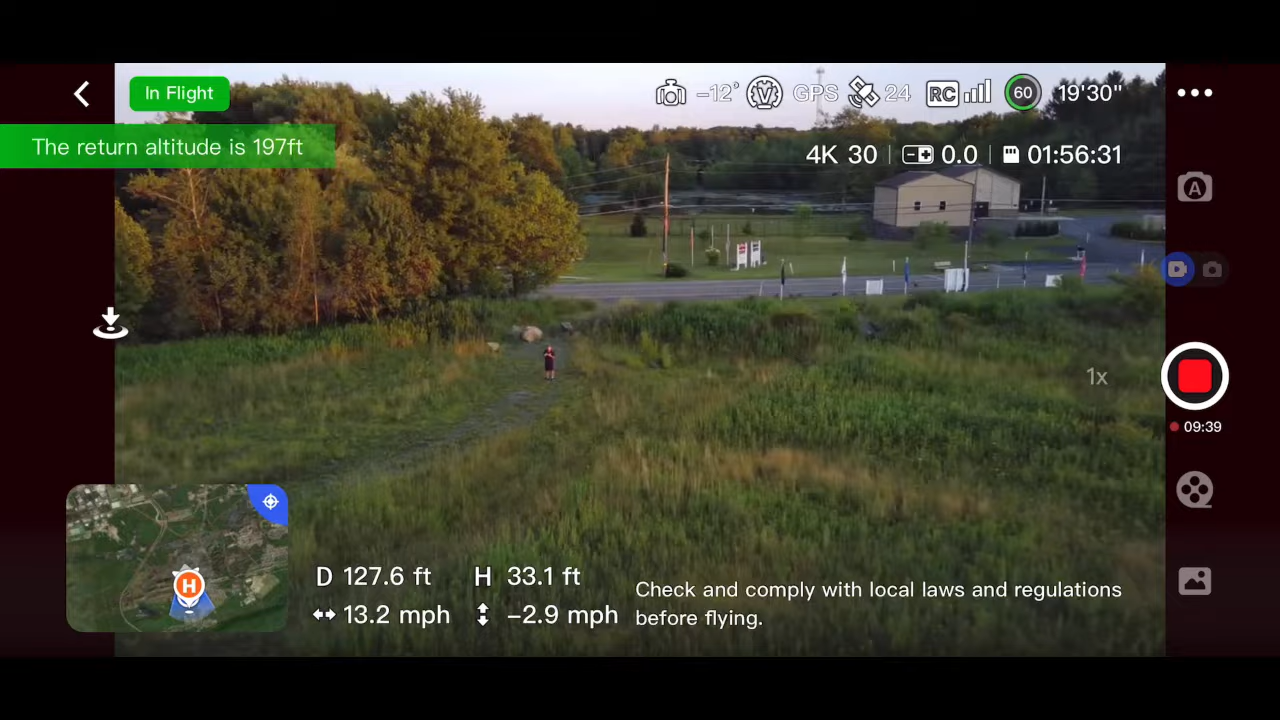 In Flight
-12°
GPS
24
RC
60
19'30"
The return altitude is 197ft
4K 30
0.0
01:56:31
A
1x
09:39
H
D 127.6 ft
H 33.1 ft
13.2 mph
-2.9 mph
Check and comply with local laws and regulations
before flying.